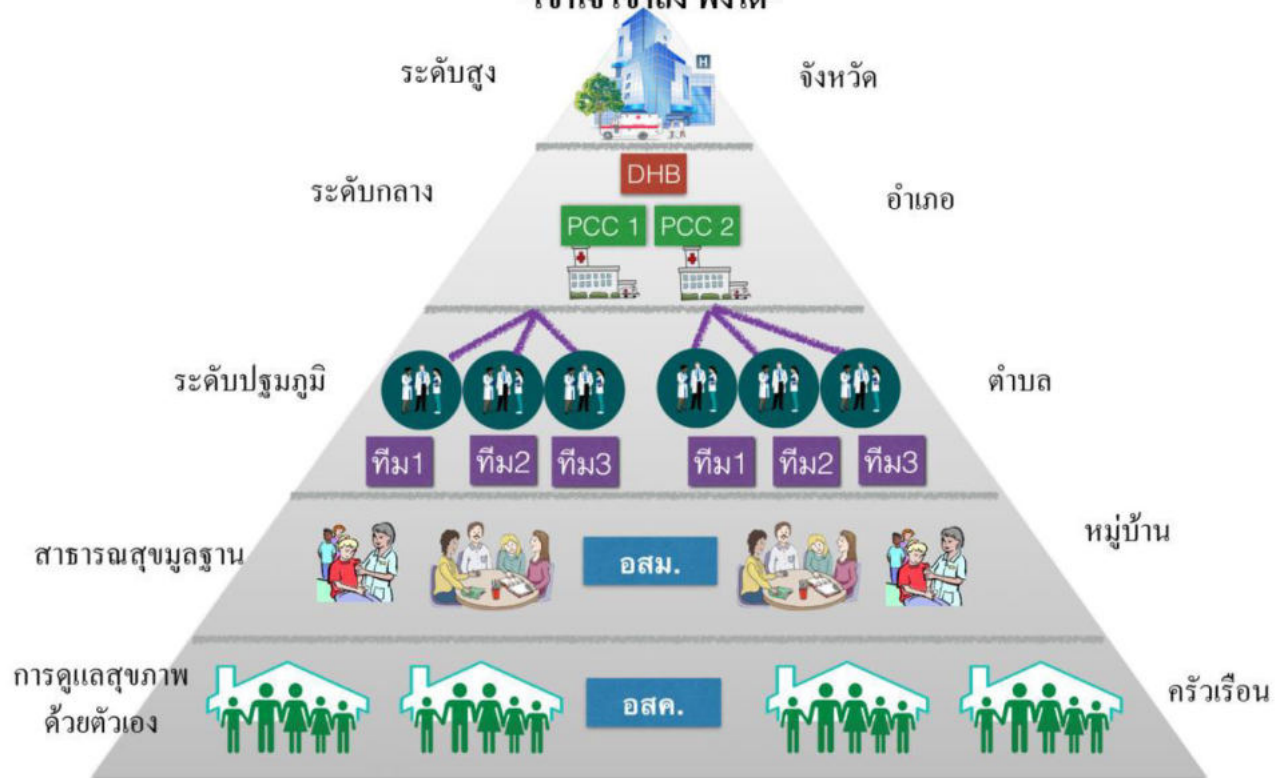 ระดับสูง
จังหวัด
H
DHB
ระดับกลาง
อำเภอ
PCC 1 PCC 2
ระดับปฐมภูมิ
ตำบล
ทีม1 ทีม2 ทีม3 ทีม1 ทีม2 ทีม3
หมู่บ้าน
สาธารณสุขมูลฐาน
อสม.
การดูแลสุขภาพ
ด้วยตัวเอง
อสค.
ครัวเรือน